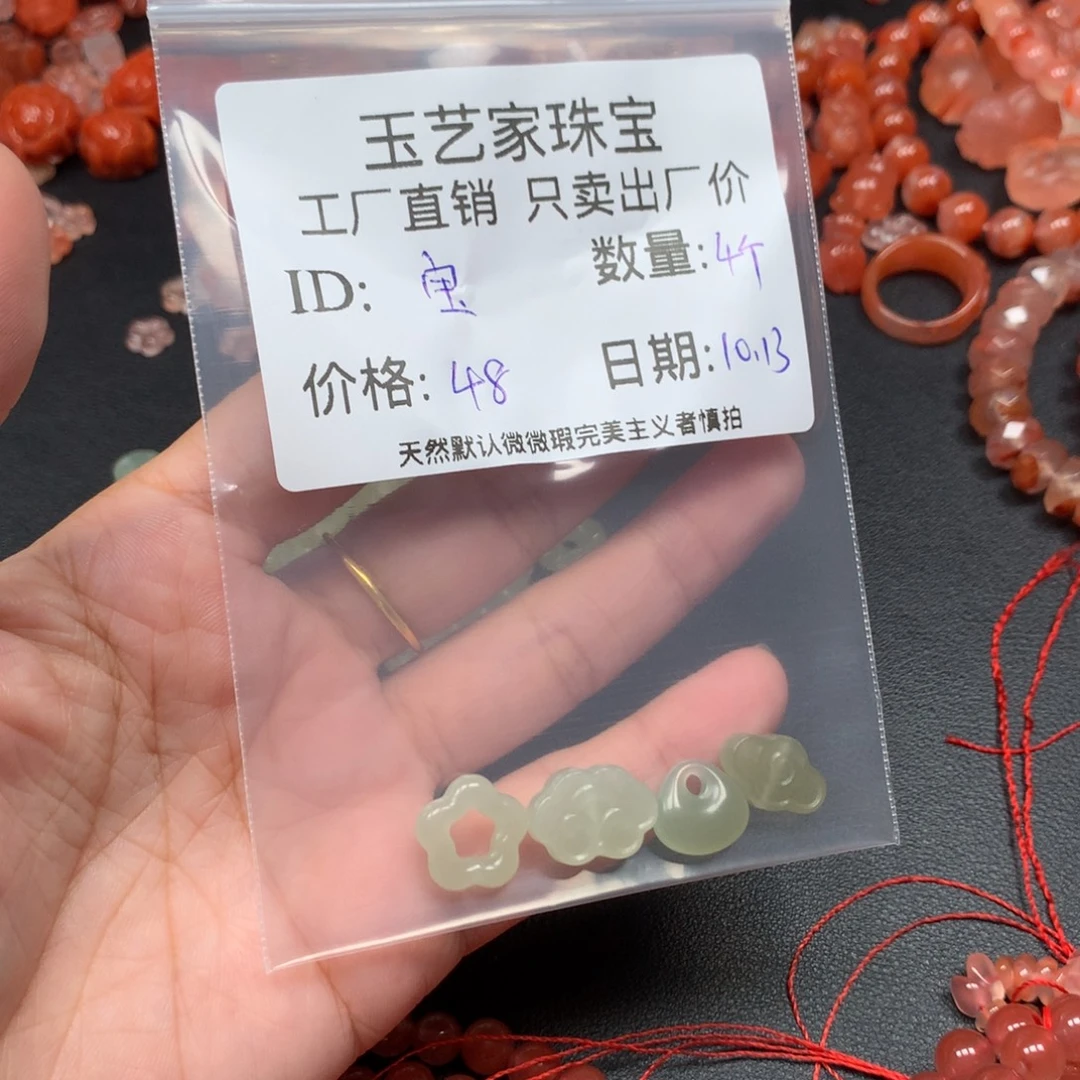 玉艺家珠宝
工厂直销 只卖出厂价
ID: 数量:4个
价格:48 日期:10.13
天然默认微微瑕完美主义者慎拍